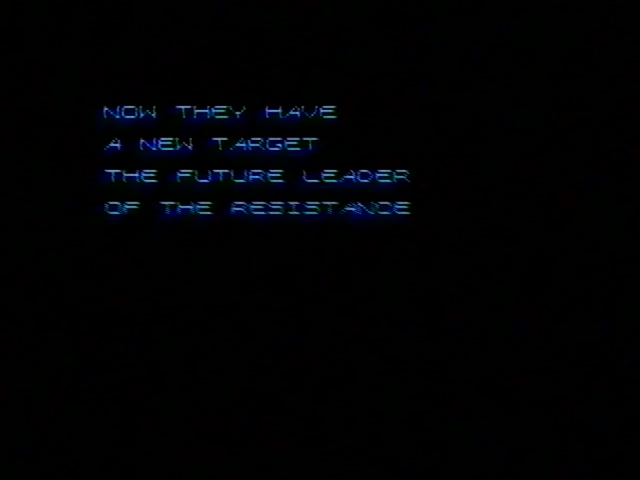 NOW THEY HAVE
A NEW TARGET
THE FUTURE LEADER
OF THE RESISTANCE